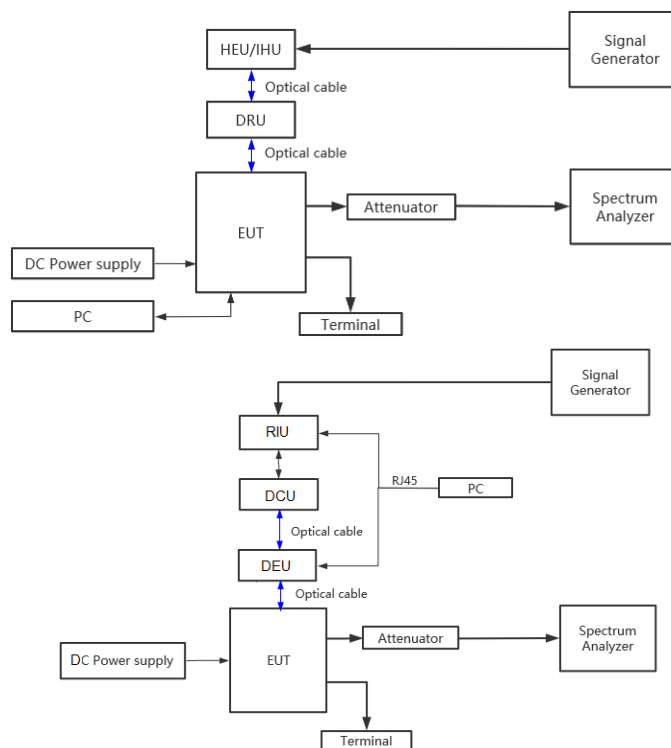 Signal
Generator
HEU/IHU
Optical cable
DRU
Optical cable
EUT
Attenuator
Spectrum
Analyzer
DC Power supply
PC
Terminal
Signal
Generator
RIU
RJ45
PC
DCU
Optical cable
DEU
Optical cable
EUT
Attenuator
Spectrum
Analyzer
DC Power supply
Terminal